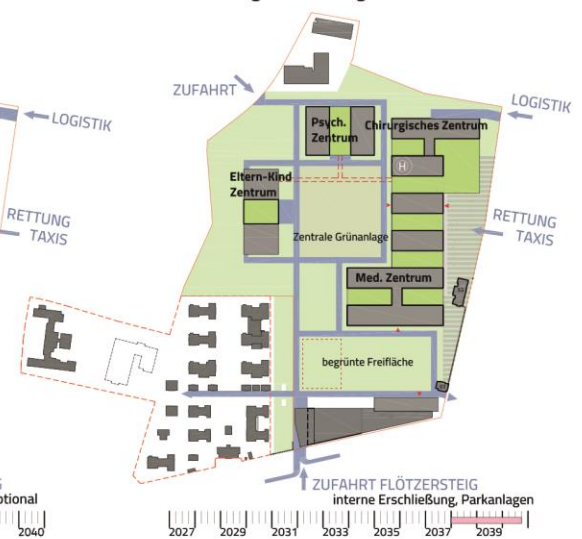 ZUFAHRT
LOGISTIK
LOGISTIK
Psych.
Zentrum
Chirurgisches Zentrum
H
Eltern-Kind
Zentrum
RETTUNG
TAXIS
RETTUNG
TAXIS
Zentrale Grünanlage
Med. Zentrum
begrünte Freifläche
ZUFAHRT FLÖTZERSTEIG
interne Erschließung, Parkanlagen
2040
2027 2029 2031 2033 2035 2037 2039